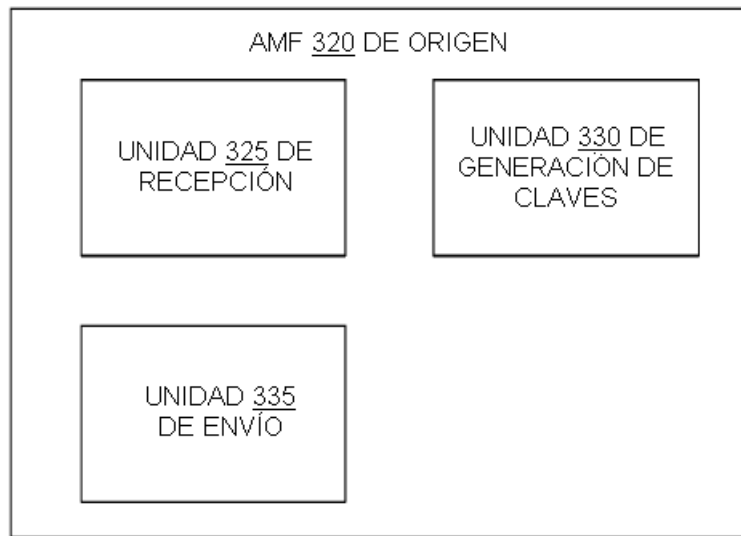 AMF 320 DE ORIGEN
UNIDAD 325 DE
RECEPCIÓN
UNIDAD 330 DE
GENERACIÓN DE
CLAVES
UNIDAD 335
DE ENVÍO